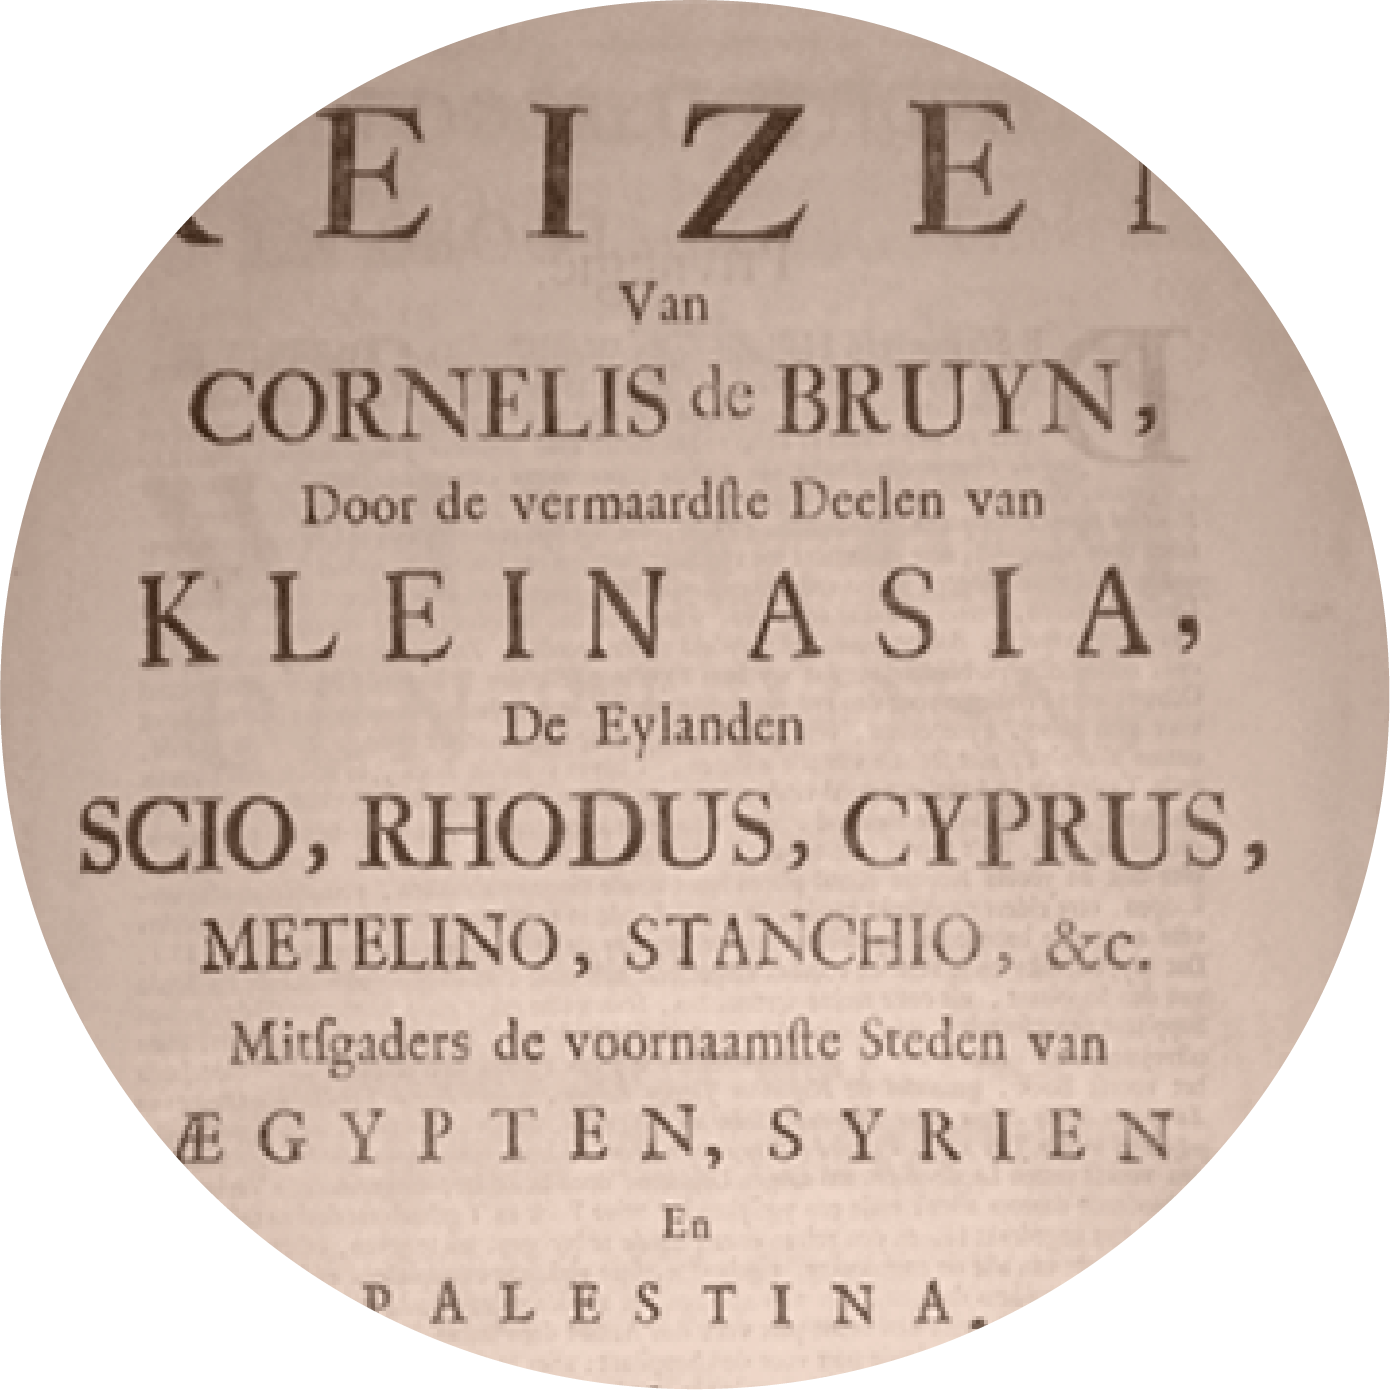 REIZEN
Van
CORNELIS de BRUYN,
Door de vermaardſte Deelen van
KLEIN ASIA,
De Eylanden
SCIO, RHODUS, CYPRUS,
METELINO, STANCHIO, &c.
Mitſgaders de voornaamſte Steden van
ÆGYPTEN, SYRIEN
En
PALESTINA.